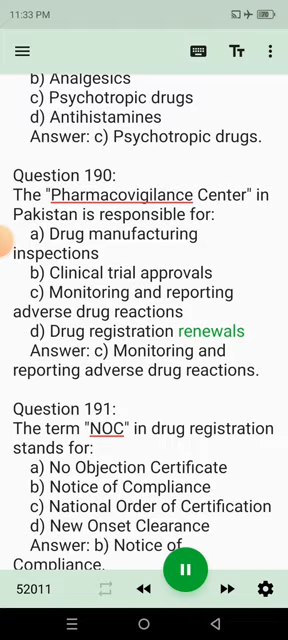 11:33 PM
70
b) Analgesics
c) Psychotropic drugs
d) Antihistamines
Answer: c) Psychotropic drugs.
Question 190:
The "Pharmacovigilance Center" in
Pakistan is responsible for:
a) Drug manufacturing
inspections
b) Clinical trial approvals
c) Monitoring and reporting
adverse drug reactions
d) Drug registration renewals
Answer: c) Monitoring and
reporting adverse drug reactions.
Question 191:
The term "NOC" in drug registration
stands for:
a) No Objection Certificate
b) Notice of Compliance
c) National Order of Certification
d) New Onset Clearance
Answer: b) Notice of
Compliance.
52011